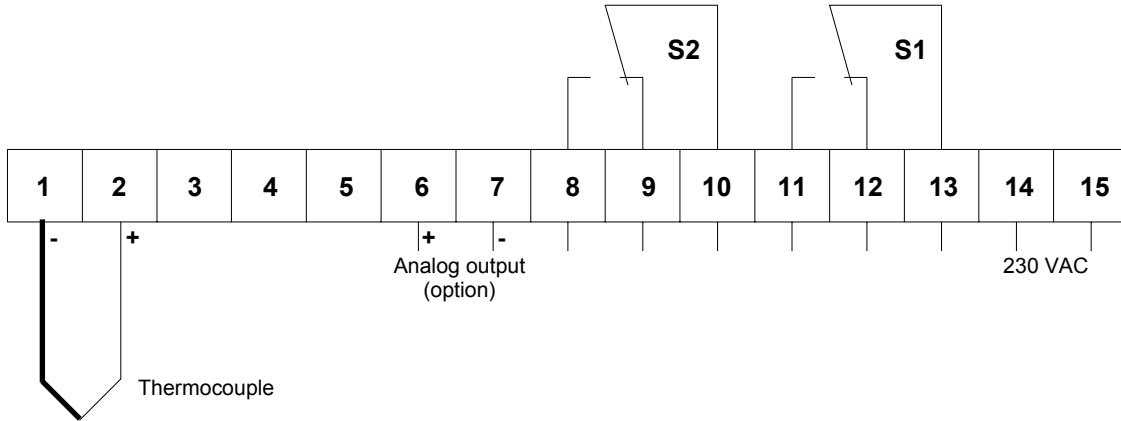 S2 S1
1 2 3 4 5 6 7 8 9 10 11 12 13 14 15
- + + -
Analog output 230 VAC
(option)
Thermocouple